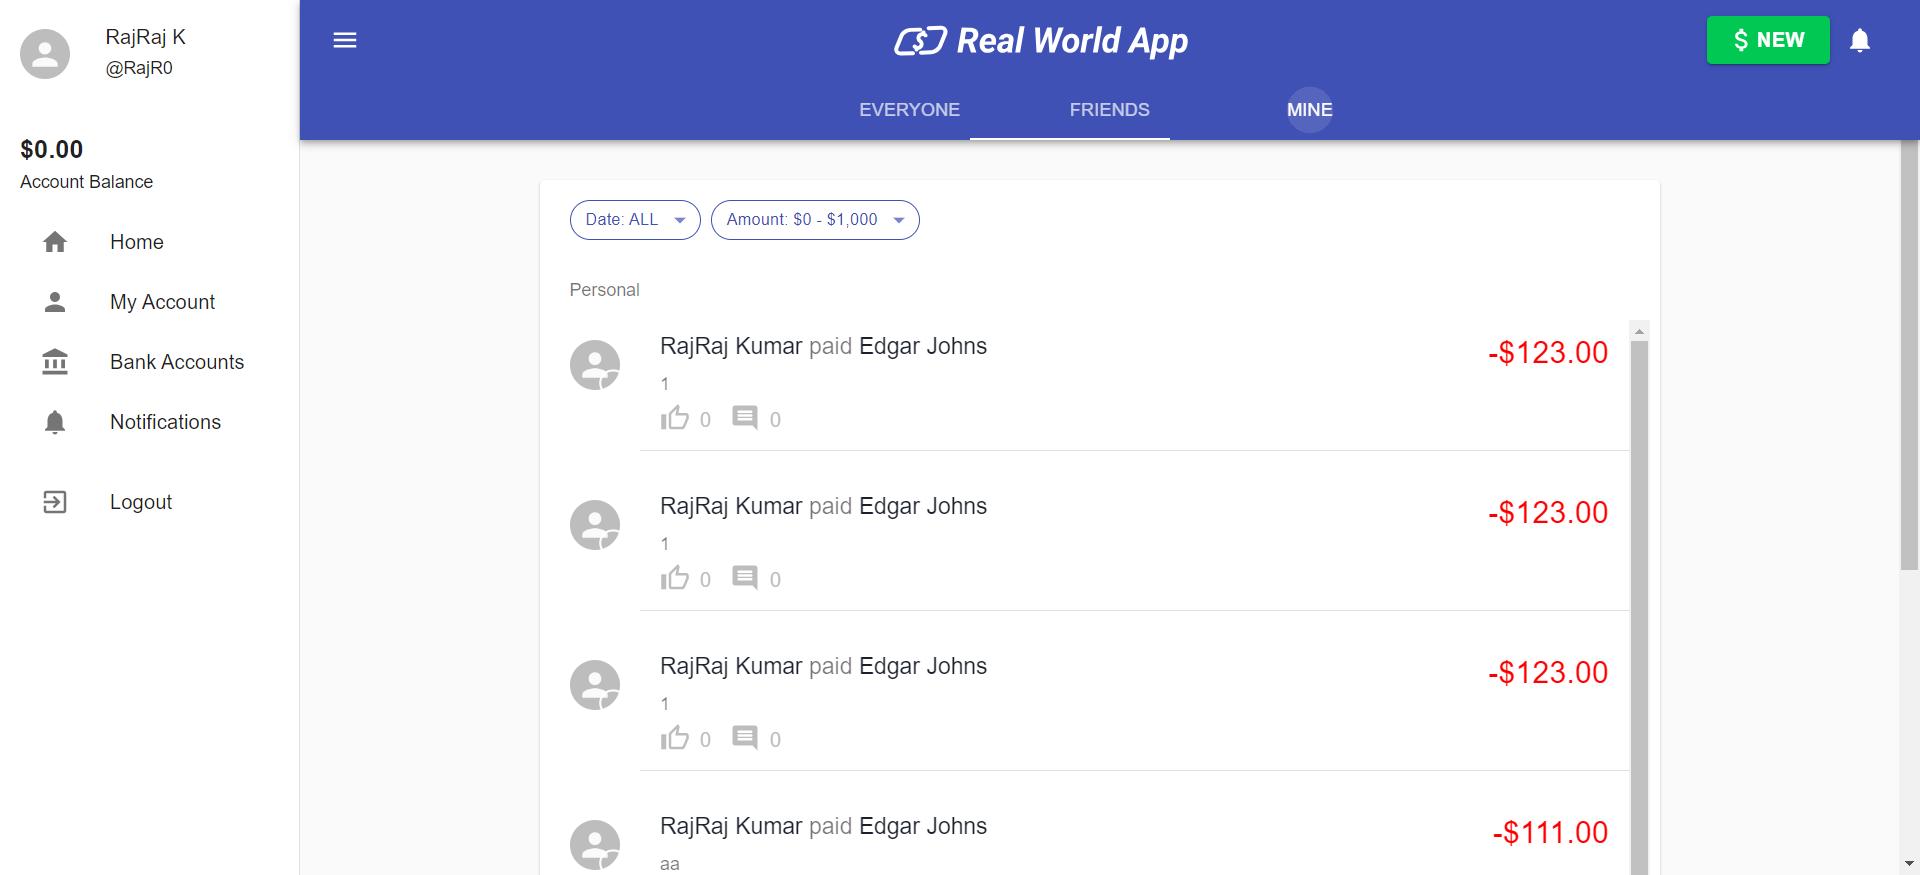 RajRaj K
@RajR0
$0.00
Account Balance
Home
My Account
Bank Accounts
Notifications
Logout
Real World App
$ NEW
EVERYONE FRIENDS MINE
Date: ALL Amount: $0 - $1,000
Personal
RajRaj Kumar paid Edgar Johns -$123.00
1
0 0
RajRaj Kumar paid Edgar Johns -$123.00
1
0 0
RajRaj Kumar paid Edgar Johns -$123.00
1
0 0
RajRaj Kumar paid Edgar Johns -$111.00
aa